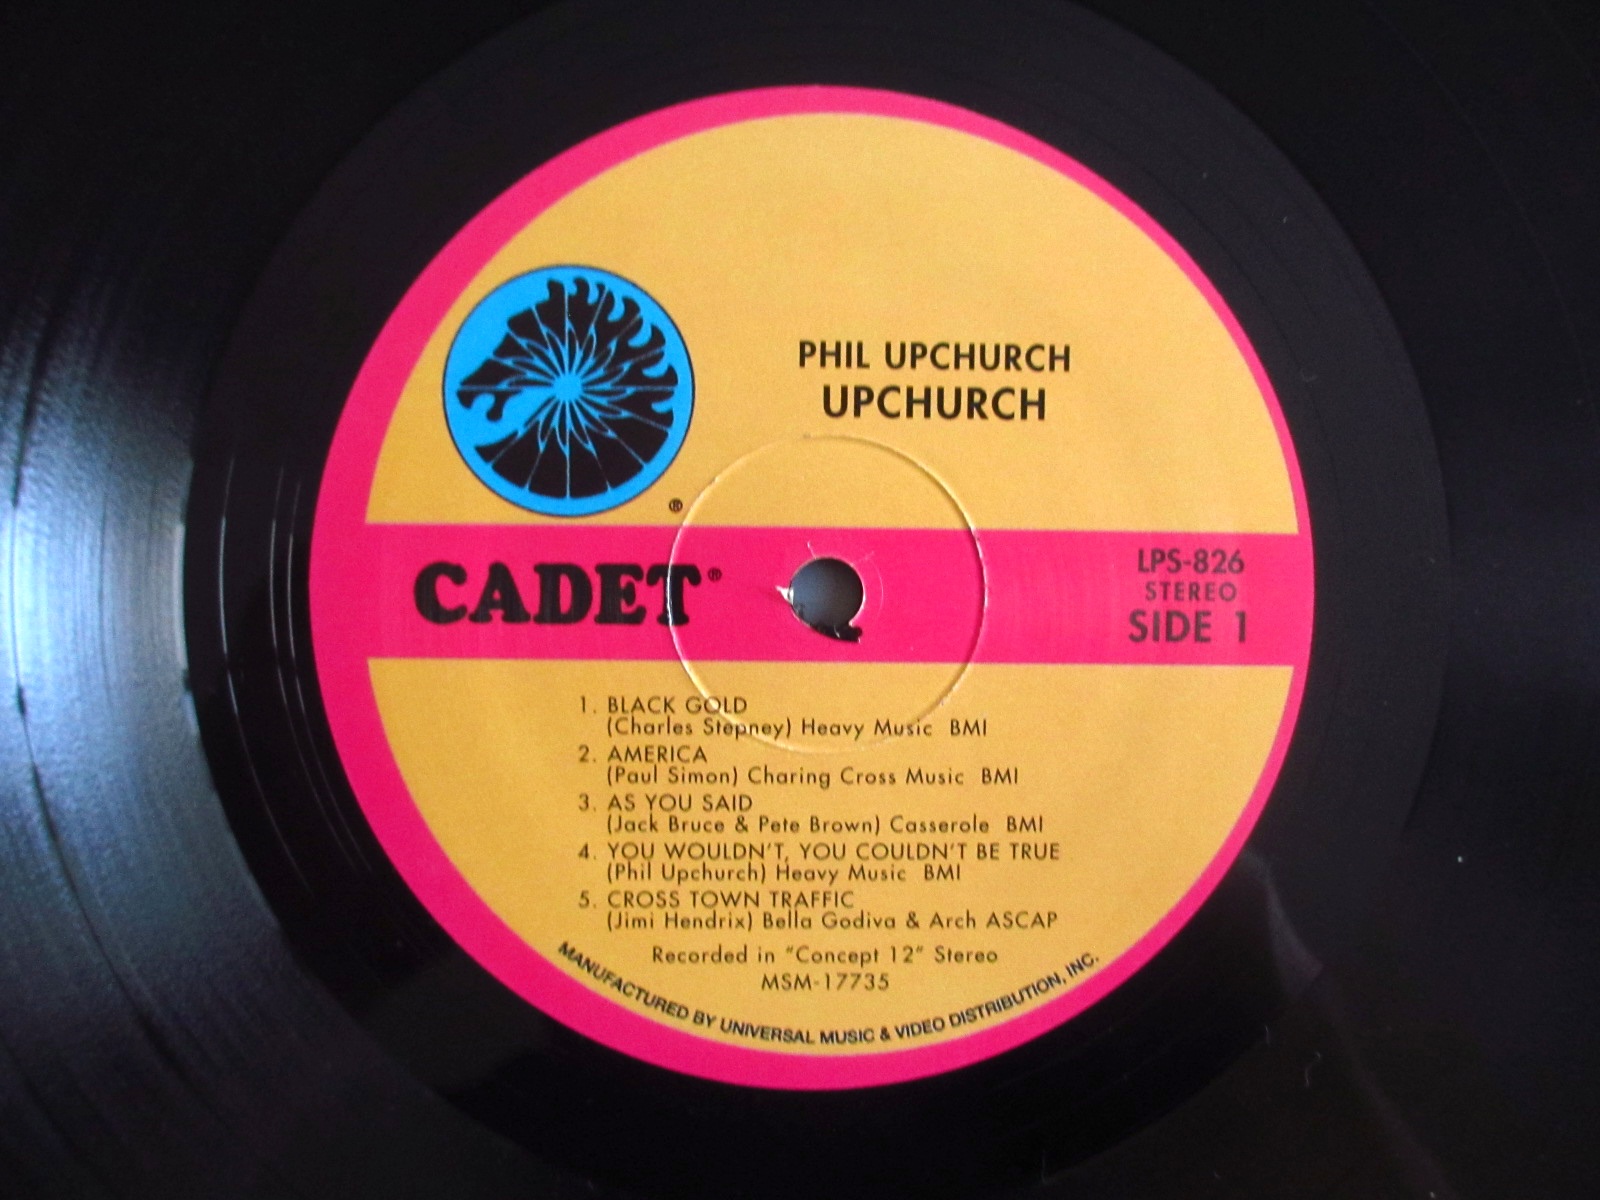 PHIL UPCHURCH
UPCHURCH
®
CADET®
LPS-826
STEREO
SIDE 1
1. BLACK GOLD
(Charles Stepney) Heavy Music BMI
2. AMERICA
(Paul Simon) Charing Cross Music BMI
3. AS YOU SAID
(Jack Bruce & Pete Brown) Casserole BMI
4. YOU WOULDN'T, YOU COULDN'T BE TRUE
(Phil Upchurch) Heavy Music BMI
5. CROSS TOWN TRAFFIC
(Jimi Hendrix) Bella Godiva & Arch ASCAP
Recorded in "Concept 12" Stereo
MSM-17735
MANUFACTURED BY UNIVERSAL MUSIC & VIDEO DISTRIBUTION, INC.